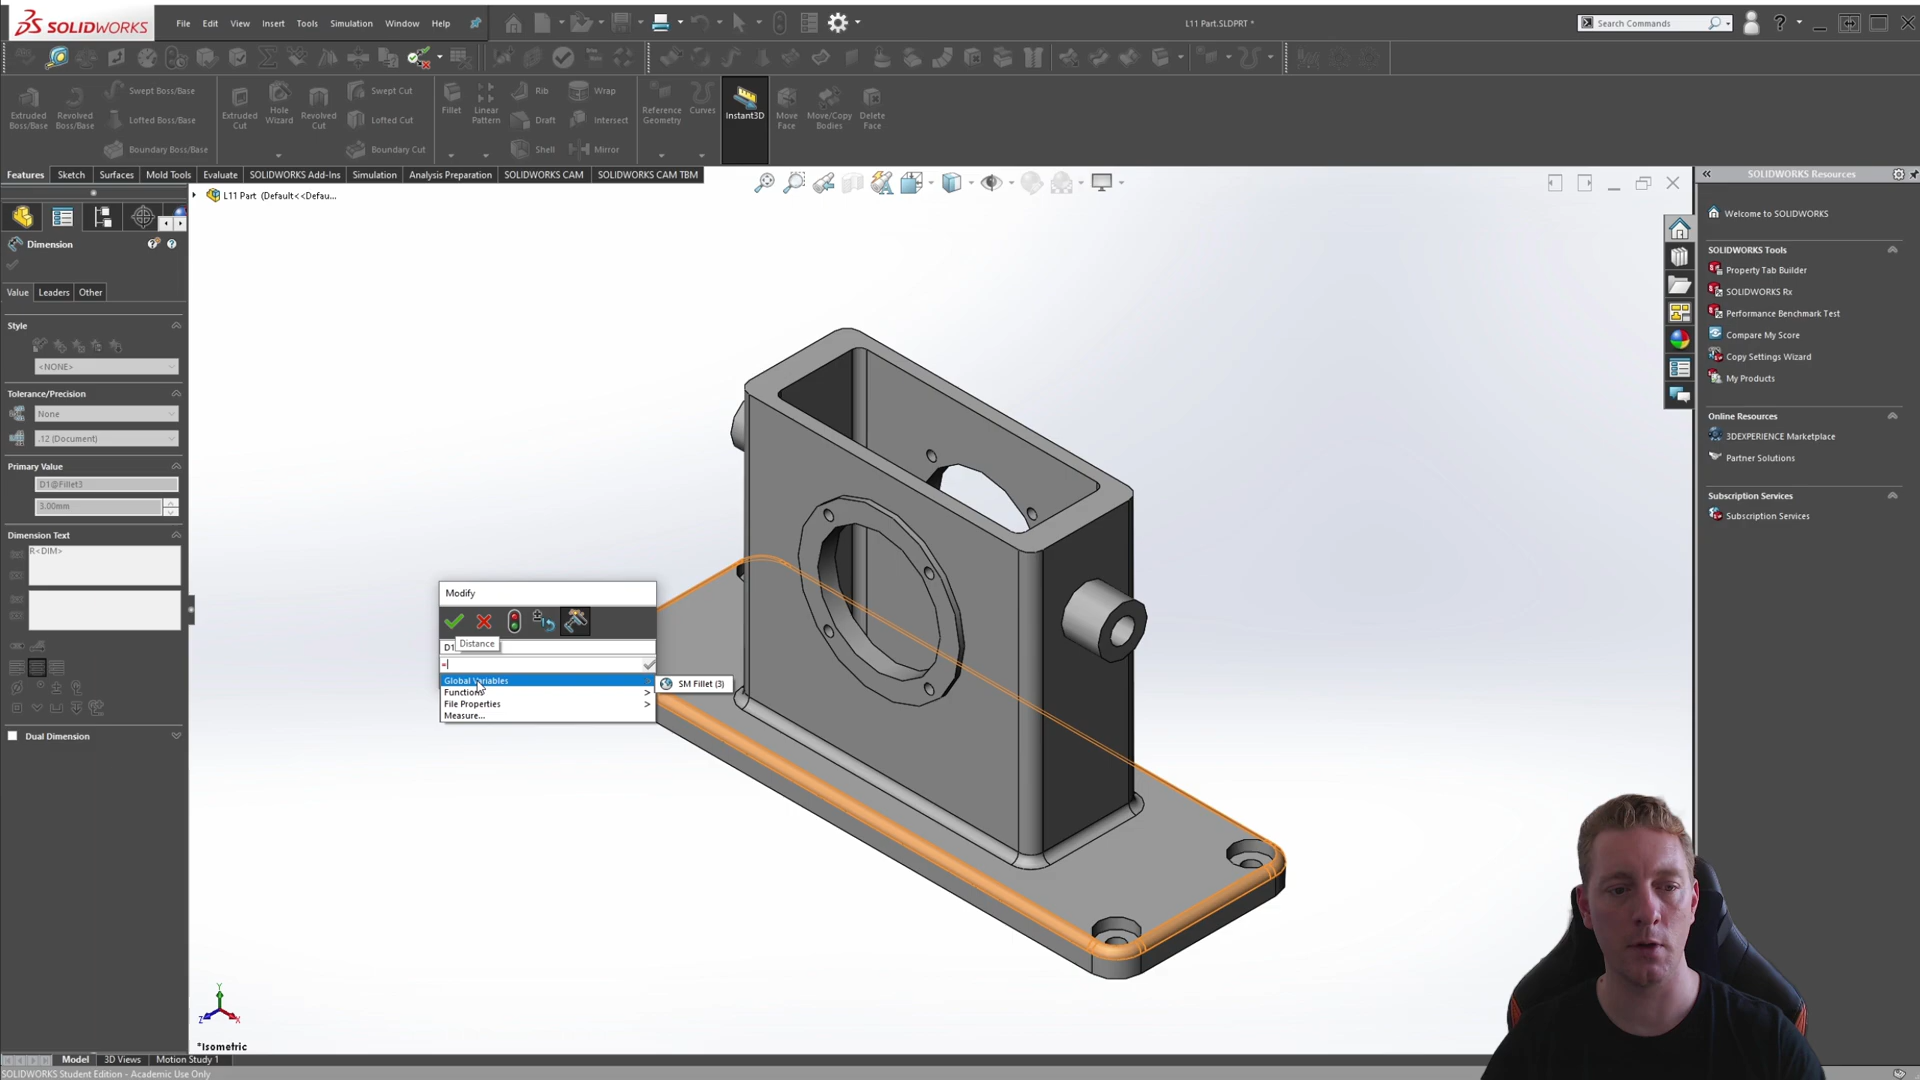 SOLIDWORKS
File Edit View Insert Tools Simulation Window Help
L11 Part.SLDPRT *
Search Commands
Extruded Boss/Base
Revolved Boss/Base
Swept Boss/Base
Lofted Boss/Base
Boundary Boss/Base
Extruded Cut
Hole Wizard
Revolved Cut
Swept Cut
Lofted Cut
Boundary Cut
Fillet
Linear Pattern
Rib
Draft
Shell
Wrap
Intersect
Mirror
Reference Geometry
Curves
Instant3D
Move Face
Move/Copy Bodies
Delete Face
Features Sketch Surfaces Mold Tools Evaluate SOLIDWORKS Add-Ins Simulation Analysis Preparation SOLIDWORKS CAM SOLIDWORKS CAM TBM
L11 Part (Default<<Defau...
Dimension
Value Leaders Other
Style
<NONE>
Tolerance/Precision
None
.12 (Document)
Primary Value
D1@Fillet3
3.00mm
Dimension Text
R<DIM>
Dual Dimension
Modify
Distance
D1
=
Global Variables
SM Fillet (3)
Functions
File Properties
Measure...
SOLIDWORKS Resources
Welcome to SOLIDWORKS
SOLIDWORKS Tools
Property Tab Builder
SOLIDWORKS Rx
Performance Benchmark Test
Compare My Score
Copy Settings Wizard
My Products
Online Resources
3DEXPERIENCE Marketplace
Partner Solutions
Subscription Services
Subscription Services
Y
Z
X
*Isometric
Model 3D Views Motion Study 1
SOLIDWORKS Student Edition - Academic Use Only